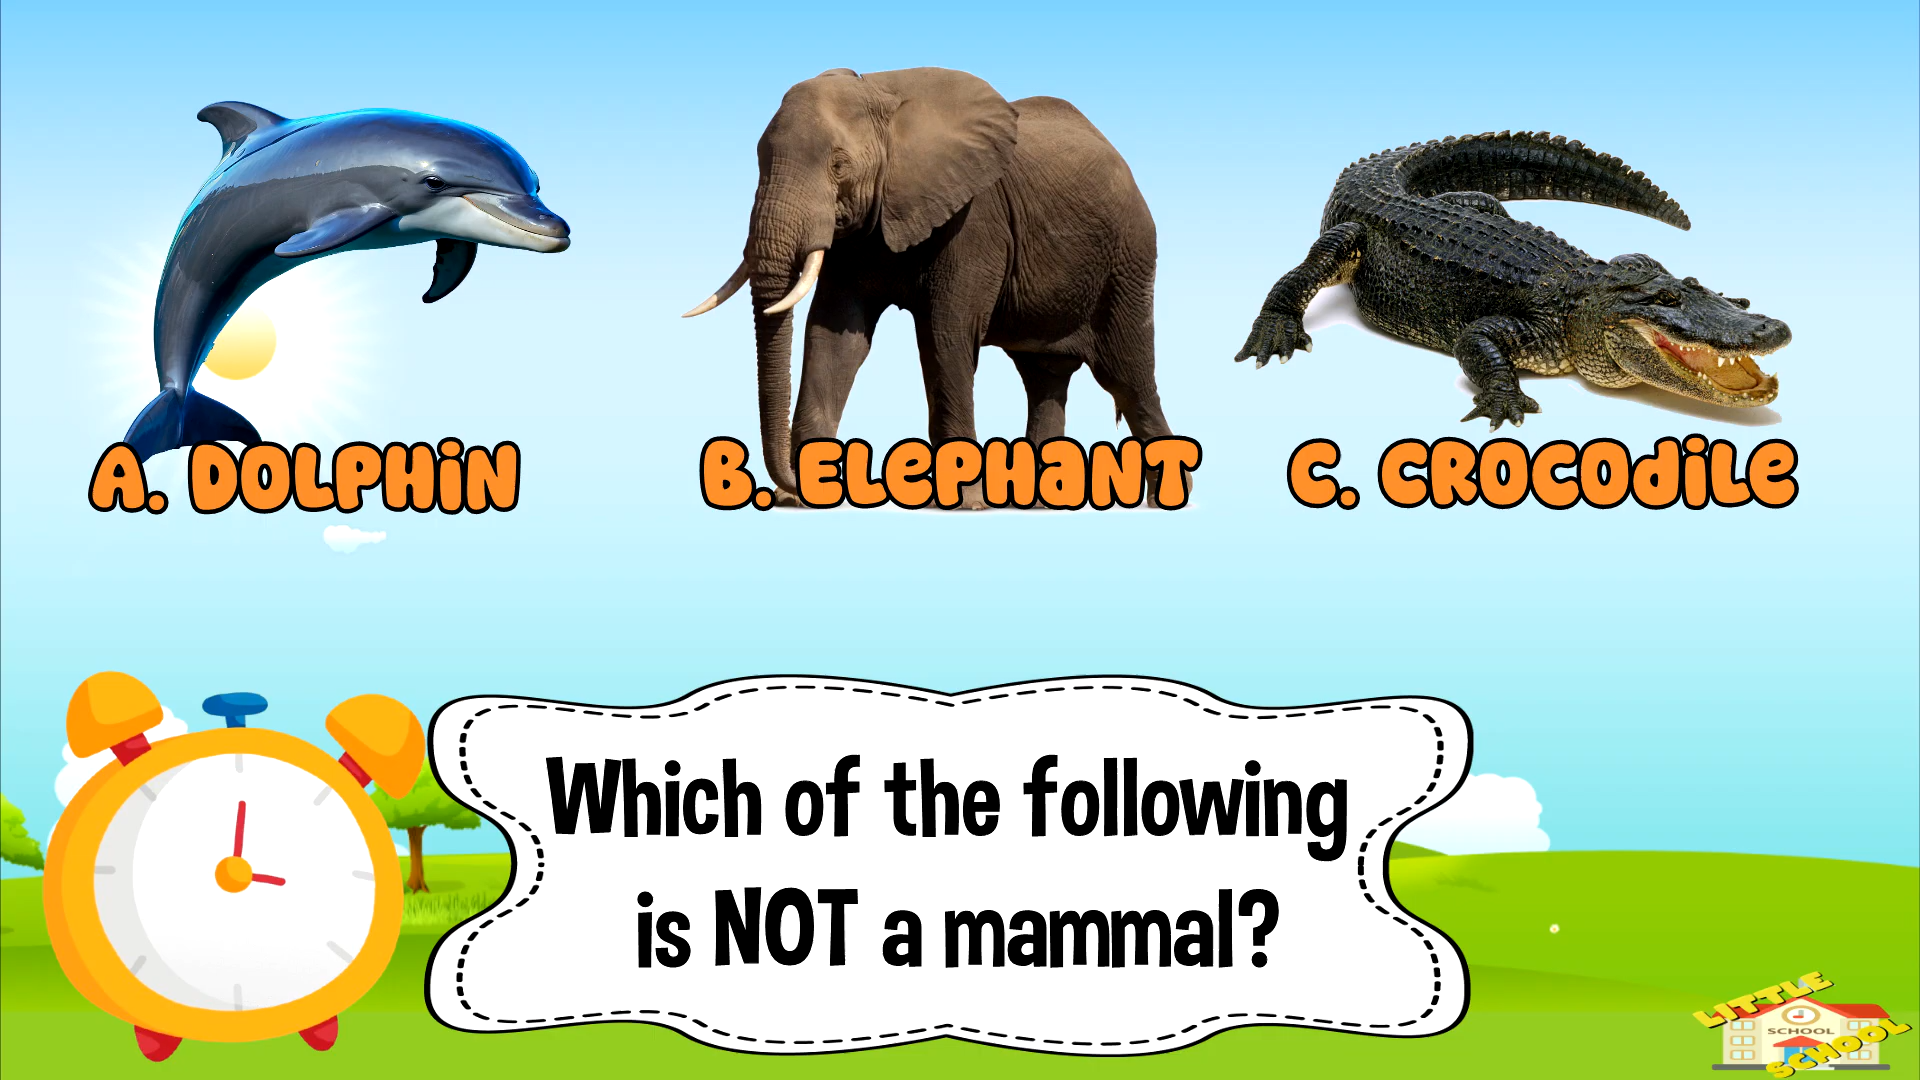 A. DOLPHiN
B. ELePHaNT
C. CROCOdiLe
Which of the following
is NOT a mammal?
LITTLE
SCHOOL
SCHOOL